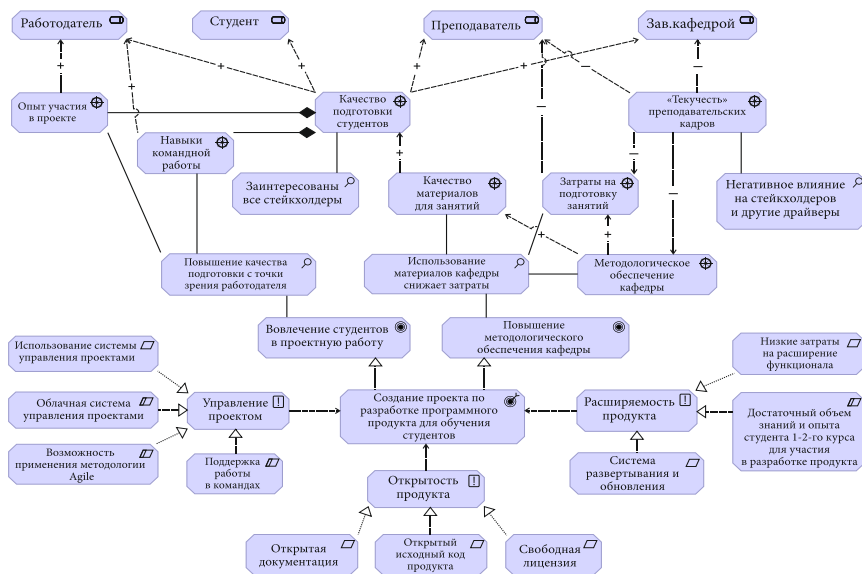 Работодатель
Студент
Преподаватель
Зав.кафедрой
+
+
+
+
+
—
—
Опыт участия
в проекте
Качество
подготовки
студентов
«Текучесть»
преподавательских
кадров
Навыки
командной
работы
+
—
—
—
Заинтересованы
все стейкхолдеры
Качество
материалов
для занятий
Затраты на
подготовку
занятий
Негативное влияние
на стейкхолдеров
и другие драйверы
+
+
Повышение качества
подготовки с точки
зрения работодателя
Использование
материалов кафедры
снижает затраты
Методологическое
обеспечение
кафедры
Вовлечение студентов
в проектную работу
Повышение
методологического
обеспечения кафедры
Использование системы
управления проектами
Низкие затраты
на расширение
функционала
Облачная система
управления проектами
Управление
проектом
Создание проекта по
разработке программного
продукта для обучения
студентов
Расширяемость
продукта
Достаточный объем
знаний и опыта
студента 1-2-го курса
для участия
в разработке продукта
Возможность
применения методологии
Agile
Поддержка
работы
в командах
Система
развертывания и
обновления
Открытость
продукта
Открытая
документация
Открытый
исходный код
продукта
Свободная
лицензия